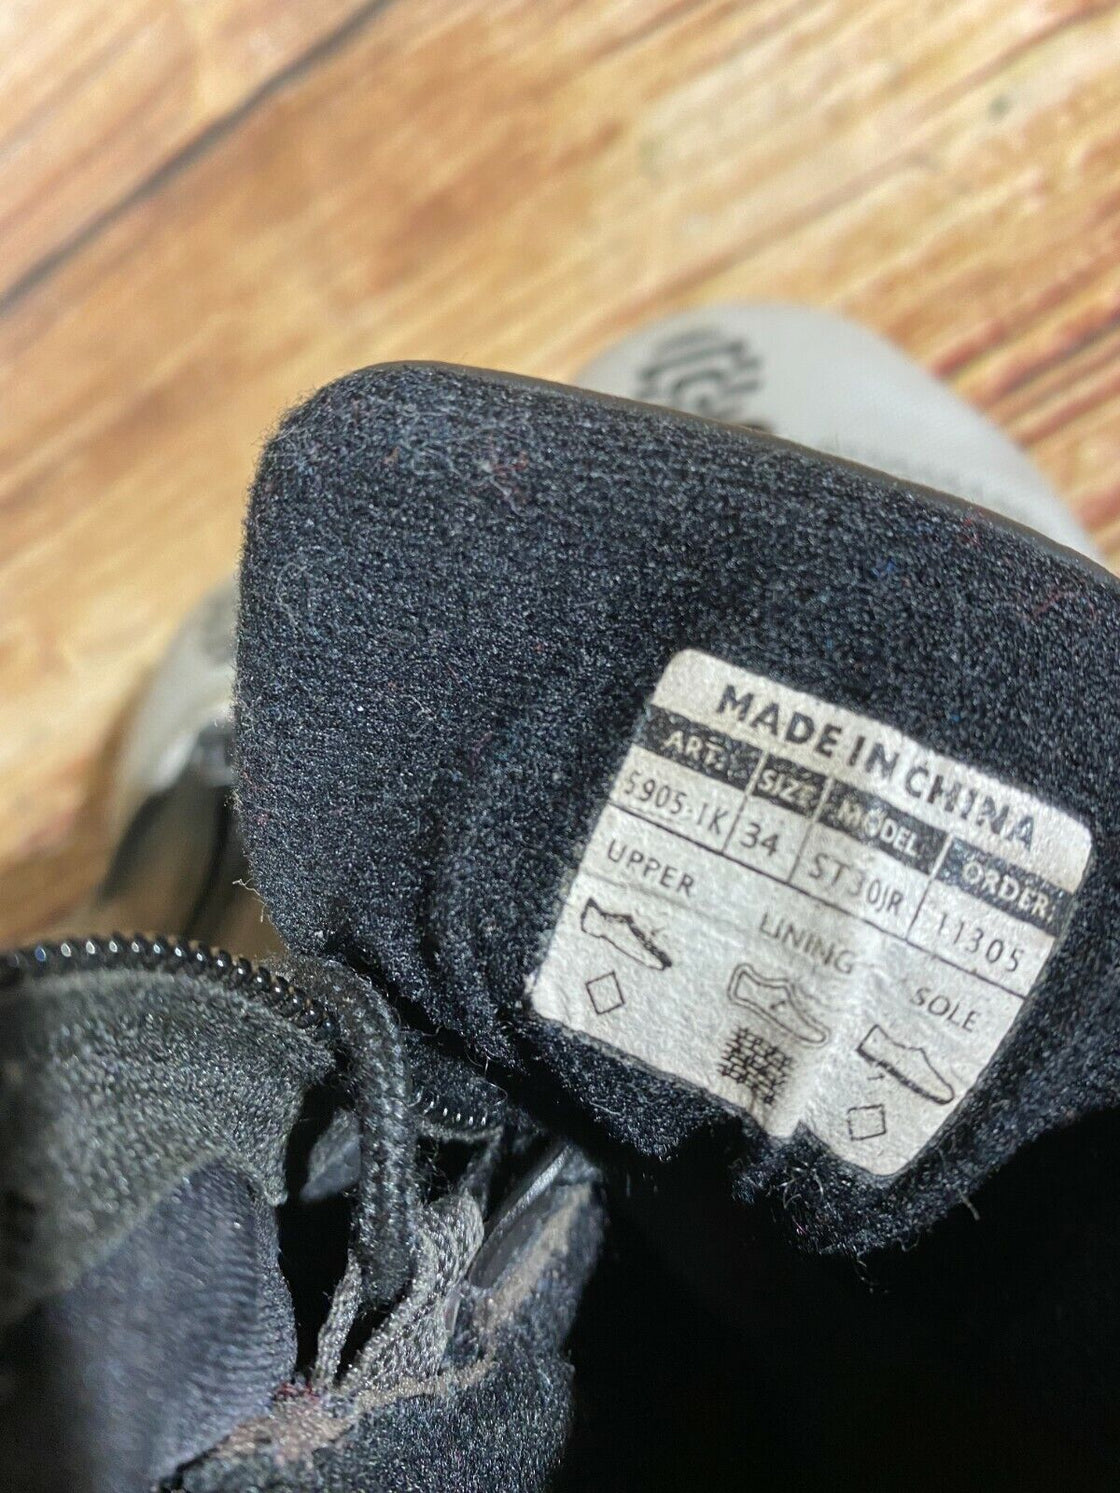 MADE IN CHINA
ART.: SIZE MODEL ORDER:
5905-1K 34 ST30JR 11305
UPPER LINING SOLE